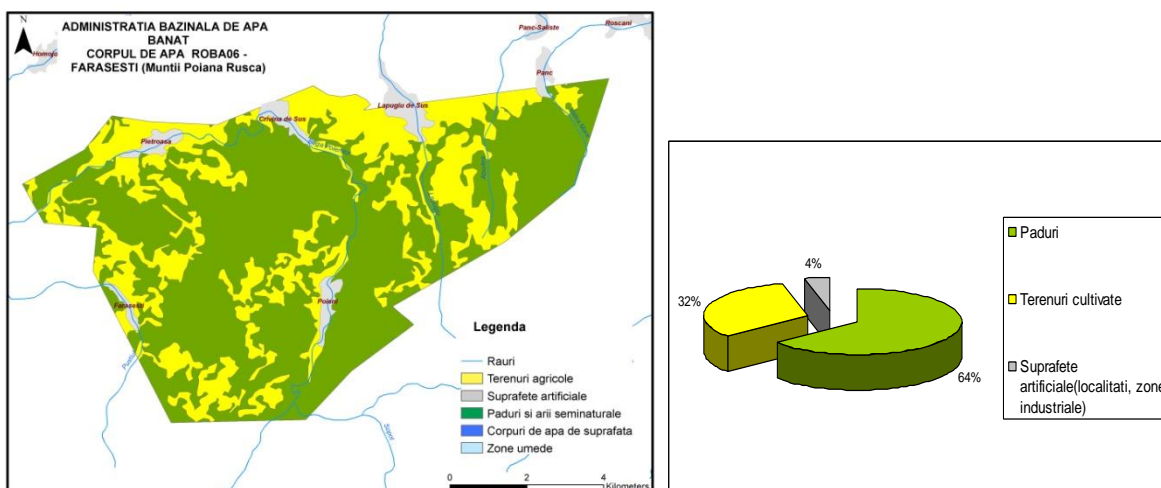 N
ADMINISTRATIA BAZINALA DE APA
BANAT
CORPUL DE APA ROBA06 -
FARASESTI (Muntii Poiana Rusca)
Panc-Saliste
Roscani
Panc
Lapugiu de Sus
Crivina de Sus
Pietroasa
Farasesti
Poieni
Legenda
Rauri
Terenuri agricole
Suprafete artificiale
Paduri si arii seminaturale
Corpuri de apa de suprafata
Zone umede
0 2 4
Kilometers
4%
32%
64%
Paduri
Terenuri cultivate
Suprafete
artificiale(localitati, zone
industriale)